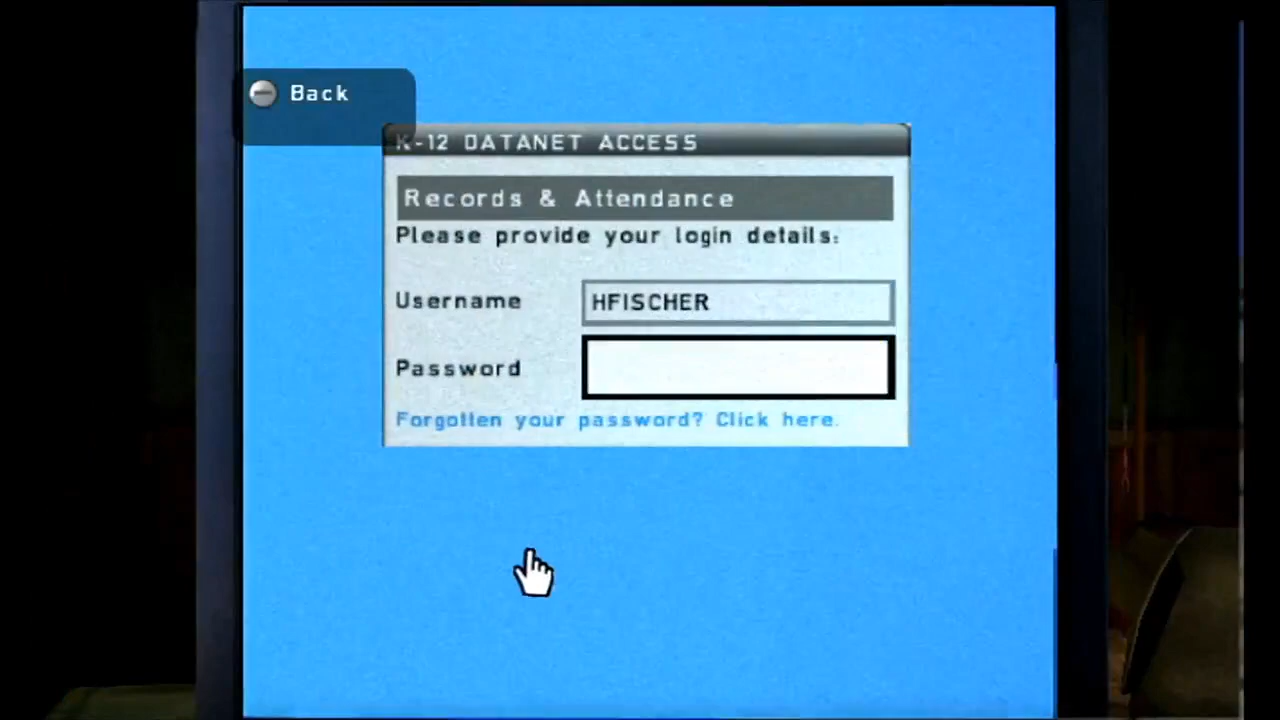 Back
K-12 DATANET ACCESS
Records & Attendance
Please provide your login details:
Username
HFISCHER
Password
Forgotten your password? Click here.